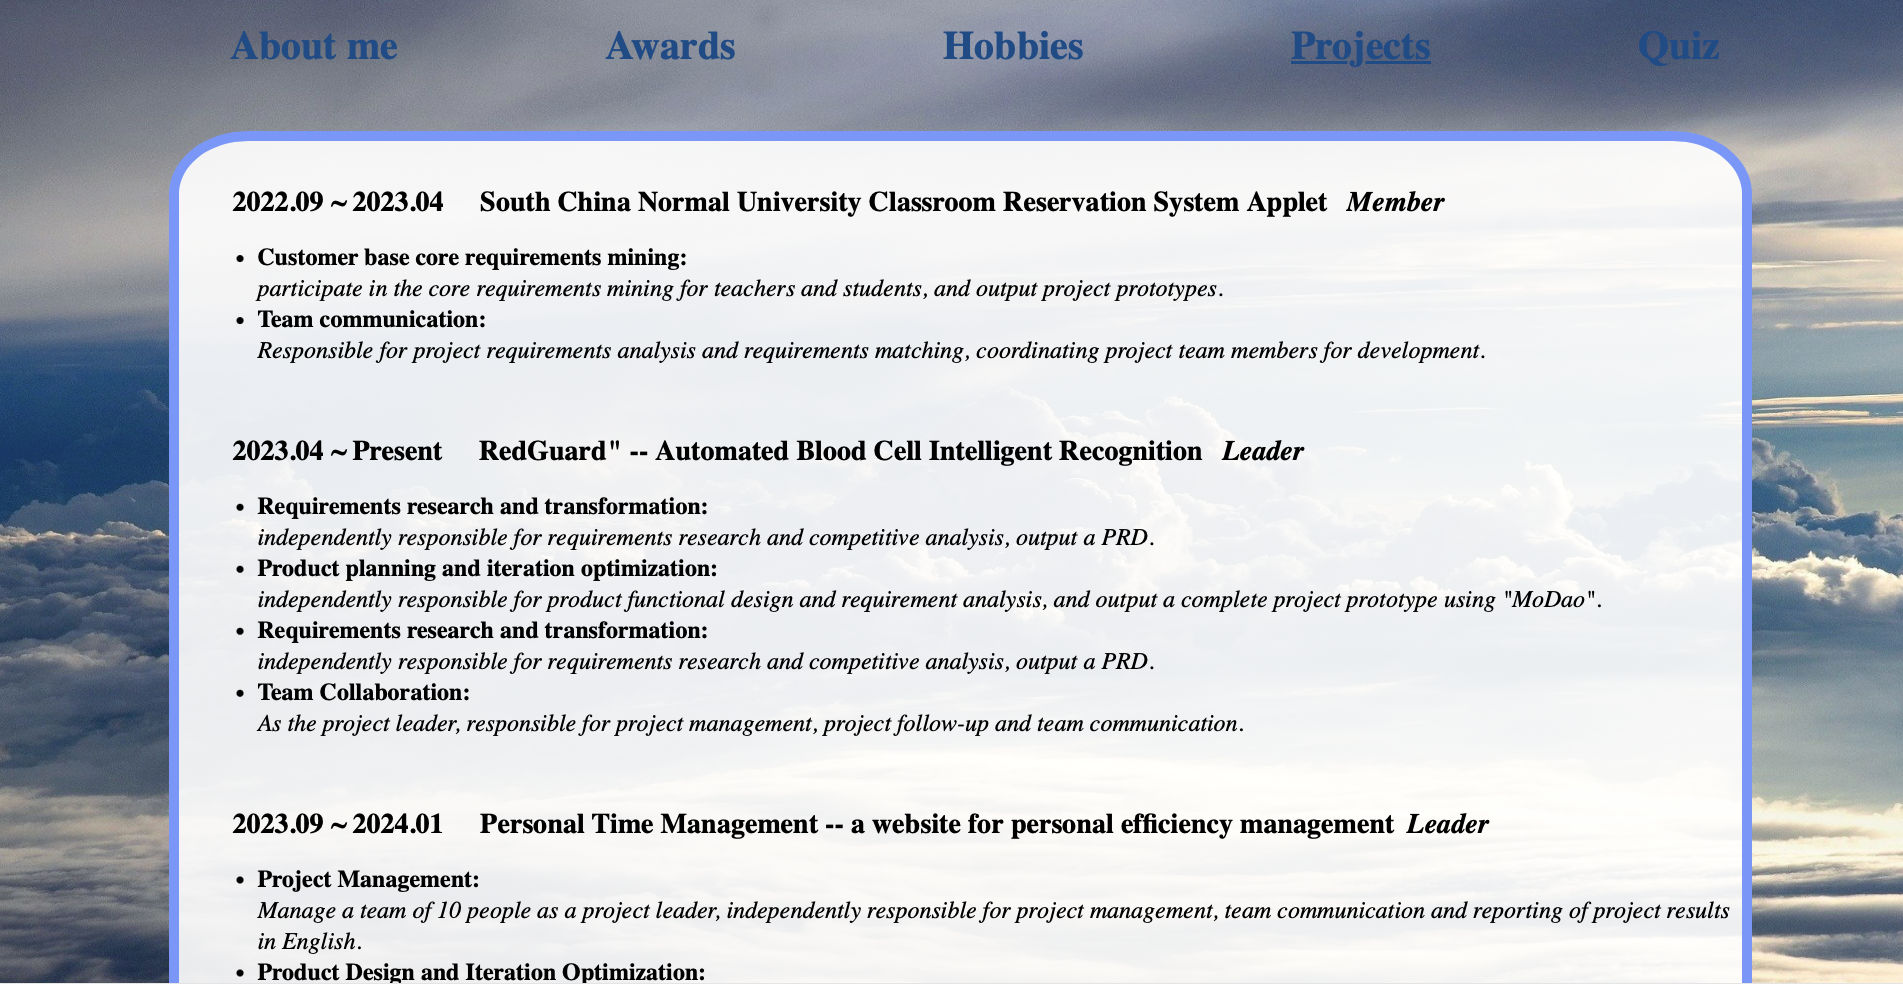 About me Awards Hobbies Projects Quiz
2022.09 ~ 2023.04 South China Normal University Classroom Reservation System Applet Member
• Customer base core requirements mining:
participate in the core requirements mining for teachers and students, and output project prototypes.
• Team communication:
Responsible for project requirements analysis and requirements matching, coordinating project team members for development.
2023.04 ~ Present RedGuard" -- Automated Blood Cell Intelligent Recognition Leader
• Requirements research and transformation:
independently responsible for requirements research and competitive analysis, output a PRD.
• Product planning and iteration optimization:
independently responsible for product functional design and requirement analysis, and output a complete project prototype using "MoDao".
• Requirements research and transformation:
independently responsible for requirements research and competitive analysis, output a PRD.
• Team Collaboration:
As the project leader, responsible for project management, project follow-up and team communication.
2023.09 ~ 2024.01 Personal Time Management -- a website for personal efficiency management Leader
• Project Management:
Manage a team of 10 people as a project leader, independently responsible for project management, team communication and reporting of project results
in English.
• Product Design and Iteration Optimization: